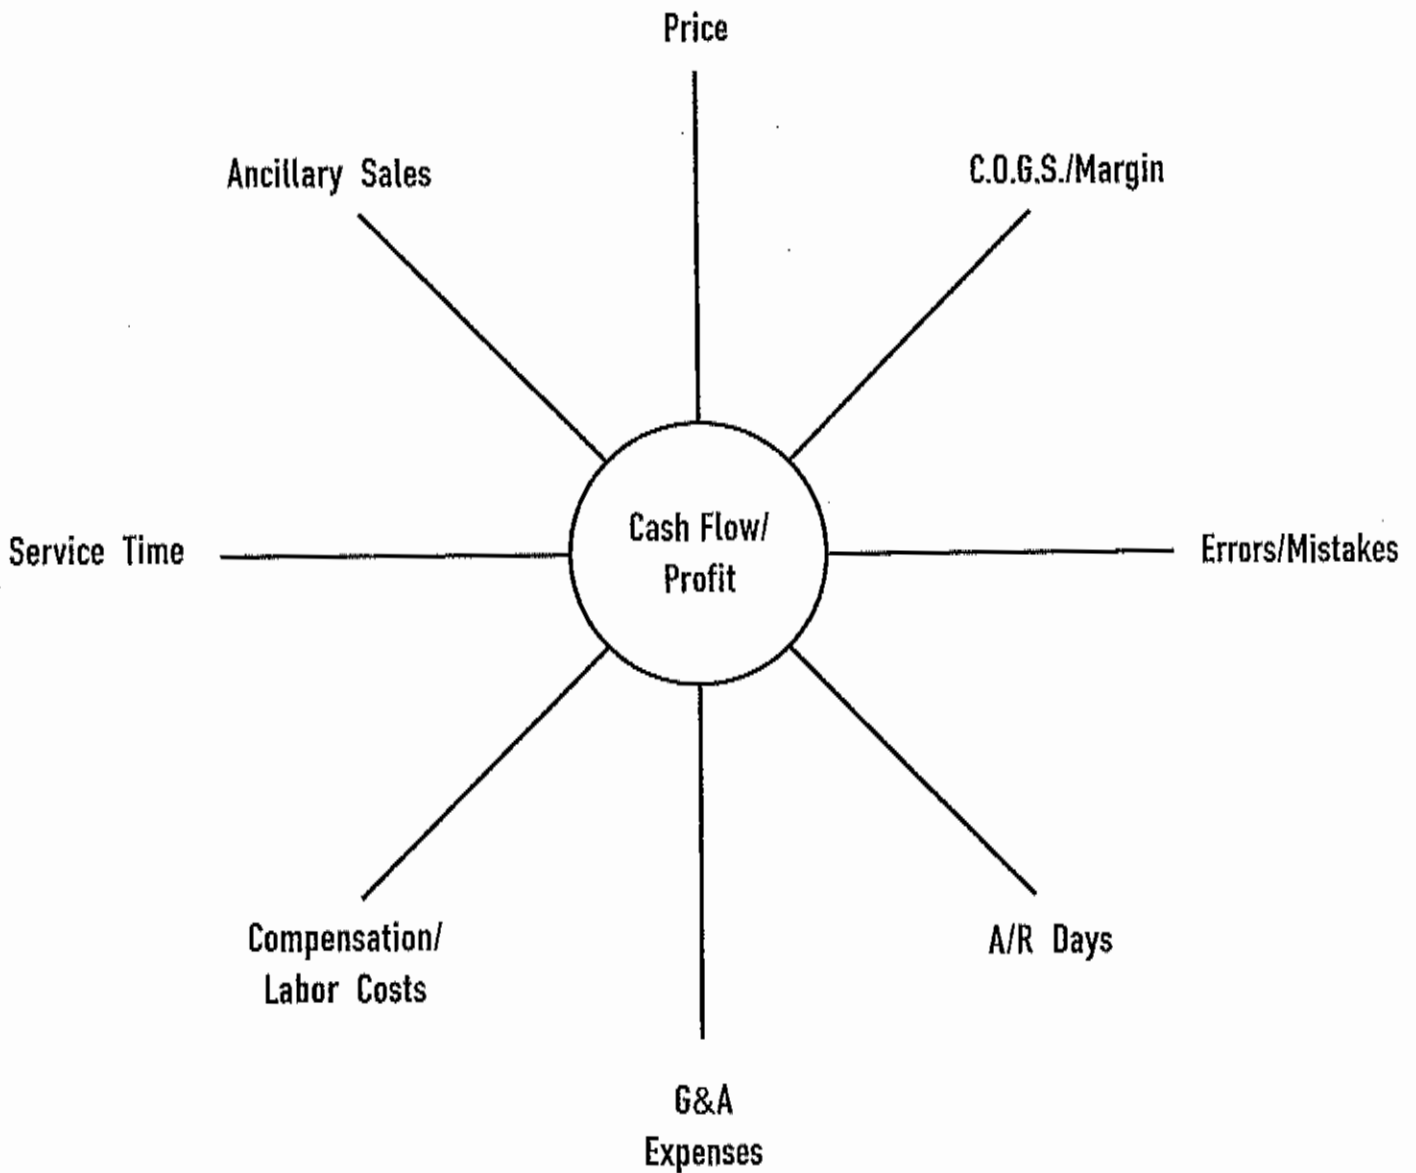 Price
Ancillary Sales
C.O.G.S./Margin
Cash Flow/
Profit
Service Time
Errors/Mistakes
Compensation/
Labor Costs
A/R Days
G&A
Expenses